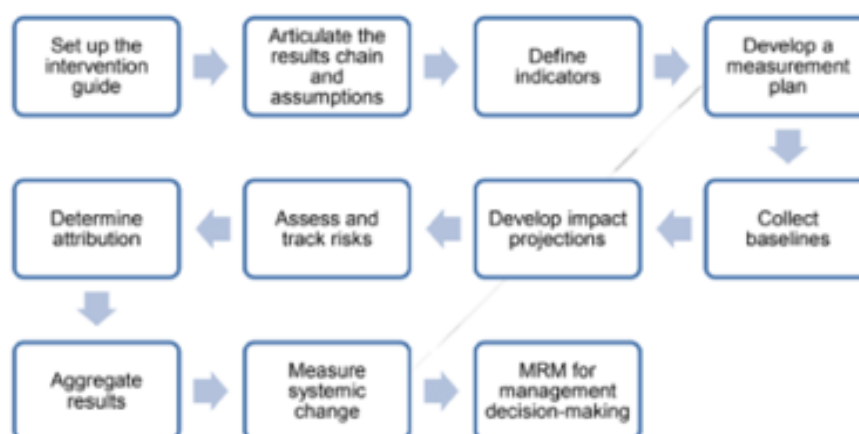 Set up the
intervention
guide
Articulate the
results chain
and
assumptions
Define
indicators
Develop a
measurement
plan
Determine
attribution
Assess and
track risks
Develop impact
projections
Collect
baselines
Aggregate
results
Measure
systemic
change
MRM for
management
decision-making